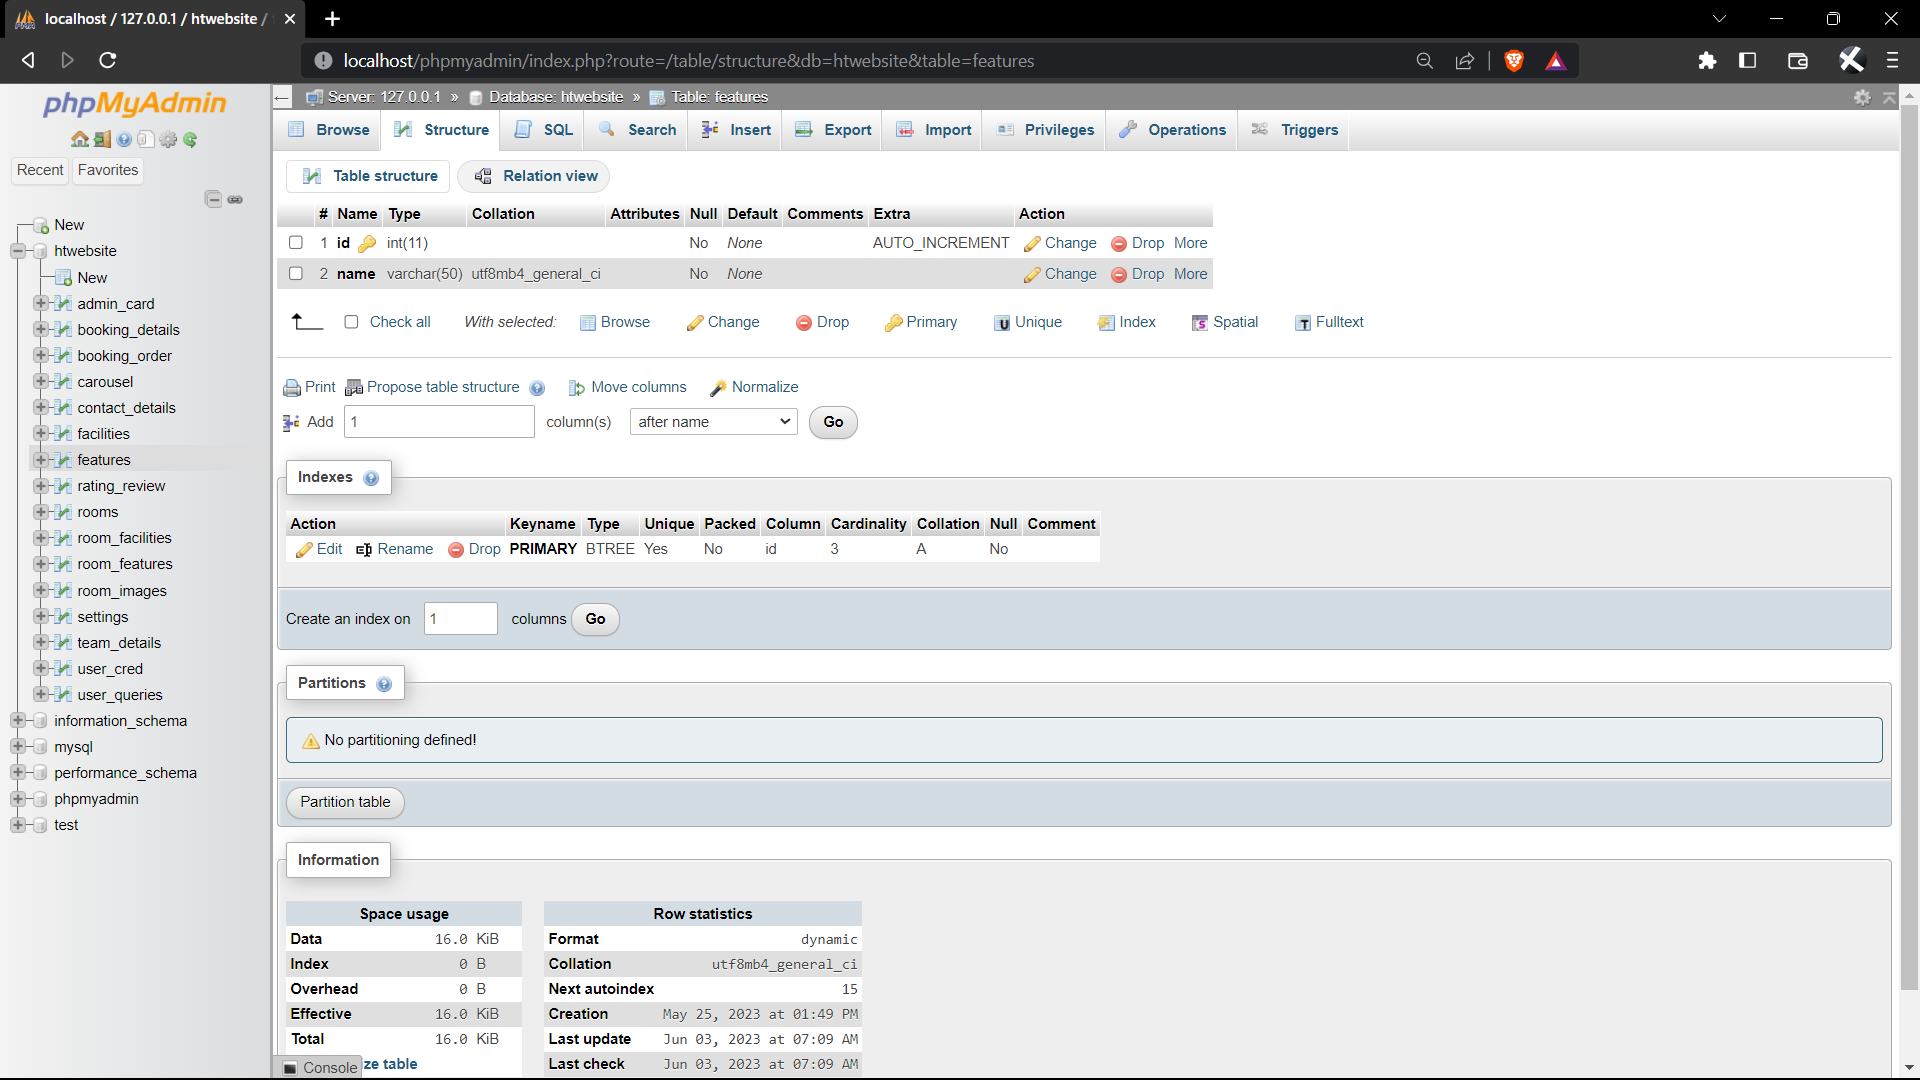 localhost / 127.0.0.1 / htwebsite /
localhost/phpmyadmin/index.php?route=/table/structure&db=htwebsite&table=features
phpMyAdmin
Recent Favorites
New
htwebsite
New
admin_card
booking_details
booking_order
carousel
contact_details
facilities
features
rating_review
rooms
room_facilities
room_features
room_images
settings
team_details
user_cred
user_queries
information_schema
mysql
performance_schema
phpmyadmin
test
Server: 127.0.0.1 » Database: htwebsite » Table: features
Browse Structure SQL Search Insert Export Import Privileges Operations Triggers
Table structure Relation view
# Name Type Collation Attributes Null Default Comments Extra Action
1 id int(11) No None AUTO_INCREMENT Change Drop More
2 name varchar(50) utf8mb4_general_ci No None Change Drop More
Check all With selected: Browse Change Drop Primary Unique Index Spatial Fulltext
Print Propose table structure Move columns Normalize
Add 1 column(s) after name Go
Indexes
Action Keyname Type Unique Packed Column Cardinality Collation Null Comment
Edit Rename Drop PRIMARY BTREE Yes No id 3 A No
Create an index on 1 columns Go
Partitions
No partitioning defined!
Partition table
Information
Space usage
Data 16.0 KiB
Index 0 B
Overhead 0 B
Effective 16.0 KiB
Total 16.0 KiB
ze table
Row statistics
Format dynamic
Collation utf8mb4_general_ci
Next autoindex 15
Creation May 25, 2023 at 01:49 PM
Last update Jun 03, 2023 at 07:09 AM
Last check Jun 03, 2023 at 07:09 AM
Console